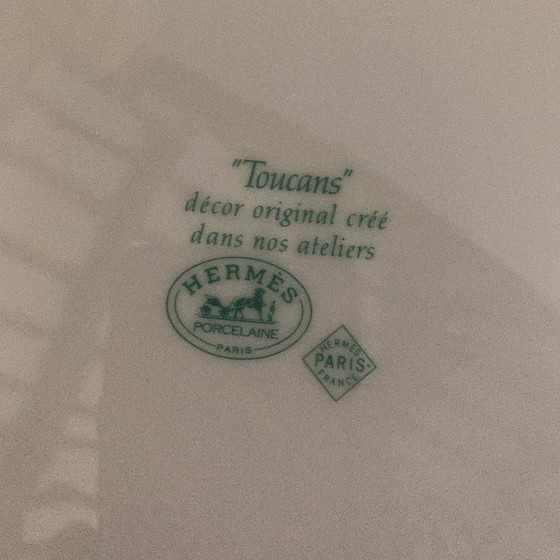 "Toucans"
décor original créé
dans nos ateliers
HERMÈS
PORCELAINE
PARIS
HERMÈS
PARIS
FRANCE